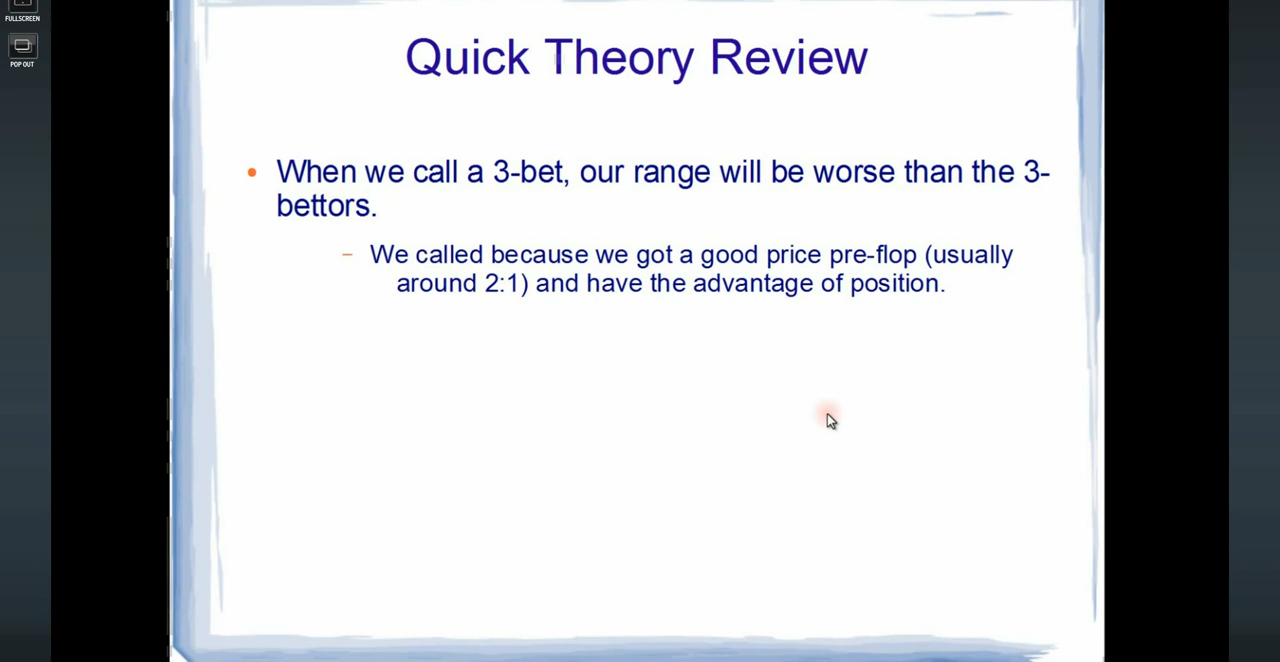 FULLSCREEN
POP OUT
Quick Theory Review
• When we call a 3-bet, our range will be worse than the 3-
bettors.
– We called because we got a good price pre-flop (usually
around 2:1) and have the advantage of position.